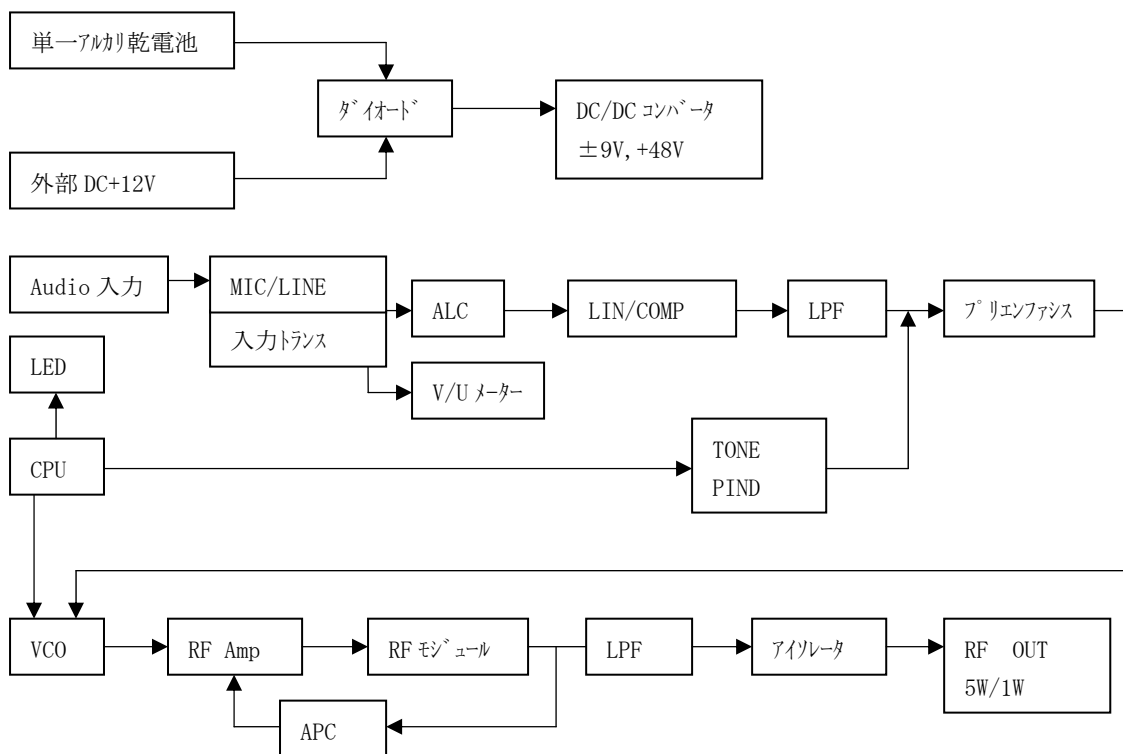 単一アルカリ乾電池
ダイオード
DC/DC コンバータ
±9V, +48V
外部 DC+12V
Audio 入力
MIC/LINE
入力トランス
ALC
LIN/COMP
LPF
プリエンファシス
LED
V/U メーター
CPU
TONE
PIND
VCO
RF Amp
RF モジュール
LPF
アイソレータ
RF OUT
5W/1W
APC